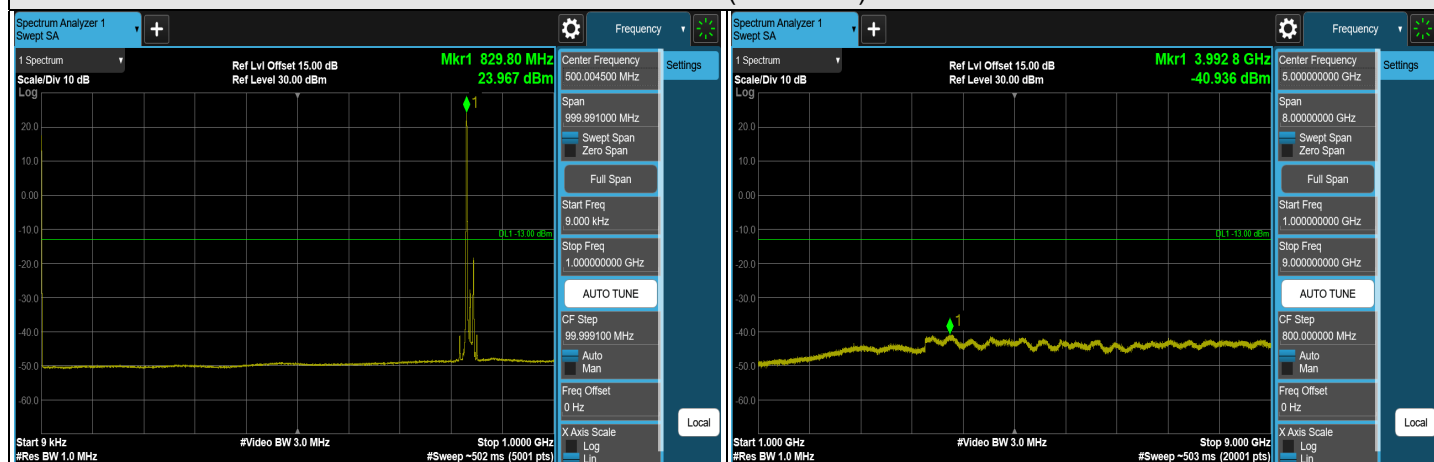 Spectrum Analyzer 1
Swept SA
Frequency
1 Spectrum
Scale/Div 10 dB
Ref Lvl Offset 15.00 dB
Ref Level 30.00 dBm
Mkr1 829.80 MHz
23.967 dBm
Log
1
20.0
10.0
0.00
-10.0
-20.0
-30.0
-40.0
-50.0
-60.0
DL1 -13.00 dBm
Start 9 kHz
#Res BW 1.0 MHz
#Video BW 3.0 MHz
Stop 1.0000 GHz
#Sweep ~502 ms (5001 pts)
Center Frequency
500.004500 MHz
Span
999.991000 MHz
Swept Span
Zero Span
Full Span
Start Freq
9.000 kHz
Stop Freq
1.000000000 GHz
AUTO TUNE
CF Step
99.999100 MHz
Auto
Man
Freq Offset
0 Hz
X Axis Scale
Log
Lin
Settings
Local
Spectrum Analyzer 1
Swept SA
Frequency
1 Spectrum
Scale/Div 10 dB
Ref Lvl Offset 15.00 dB
Ref Level 30.00 dBm
Mkr1 3.992 8 GHz
-40.936 dBm
Log
1
20.0
10.0
0.00
-10.0
-20.0
-30.0
-40.0
-50.0
-60.0
DL1 -13.00 dBm
Start 1.000 GHz
#Res BW 1.0 MHz
#Video BW 3.0 MHz
Stop 9.000 GHz
#Sweep ~503 ms (20001 pts)
Center Frequency
5.000000000 GHz
Span
8.00000000 GHz
Swept Span
Zero Span
Full Span
Start Freq
1.000000000 GHz
Stop Freq
9.000000000 GHz
AUTO TUNE
CF Step
800.000000 MHz
Auto
Man
Freq Offset
0 Hz
X Axis Scale
Log
Lin
Settings
Local